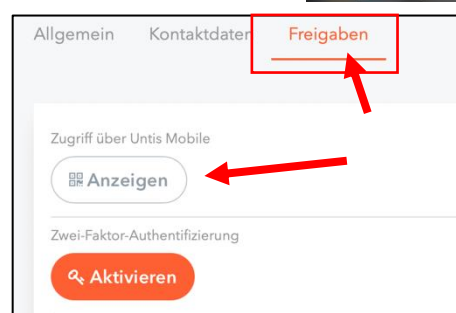 Allgemein Kontaktdaten Freigaben
Zugriff über Untis Mobile
Anzeigen
Zwei-Faktor-Authentifizierung
Aktivieren